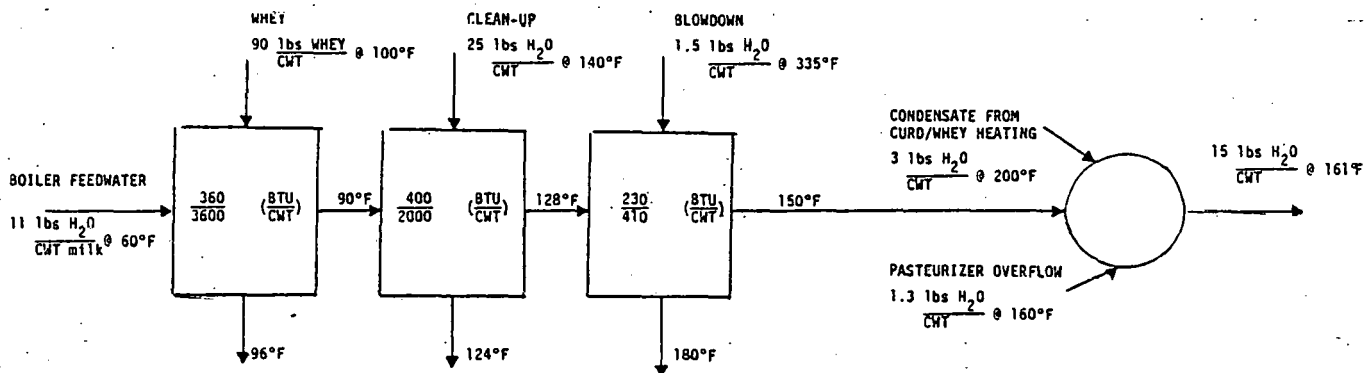 WHEY
90 lbs WHEY
CWT @ 100°F
CLEAN-UP
25 lbs H2O
CWT @ 140°F
BLOWDOWN
1.5 lbs H2O
CWT @ 335°F
BOILER FEEDWATER
11 lbs H2O
CWT milk @ 60°F
360
3600
(BTU
CWT)
90°F
400
2000
(BTU
CWT)
128°F
230
410
(BTU
CWT)
150°F
CONDENSATE FROM
CURD/WHEY HEATING
3 lbs H2O
CWT @ 200°F
15 lbs H2O
CWT @ 161°F
PASTEURIZER OVERFLOW
1.3 lbs H2O
CWT @ 160°F
96°F
124°F
180°F